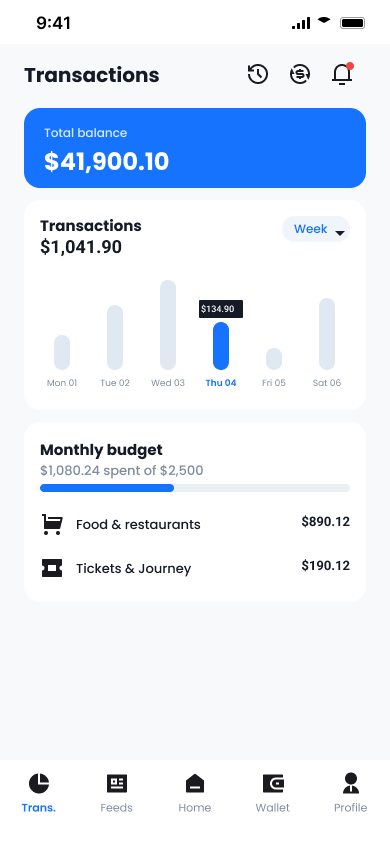 9:41
Transactions
Total balance
$41,900.10
Transactions
Week
$1,041.90
$134.90
Mon 01
Tue 02
Wed 03
Thu 04
Fri 05
Sat 06
Monthly budget
$1,080.24 spent of $2,500
Food & restaurants
$890.12
Tickets & Journey
$190.12
Trans.
Feeds
Home
Wallet
Profile